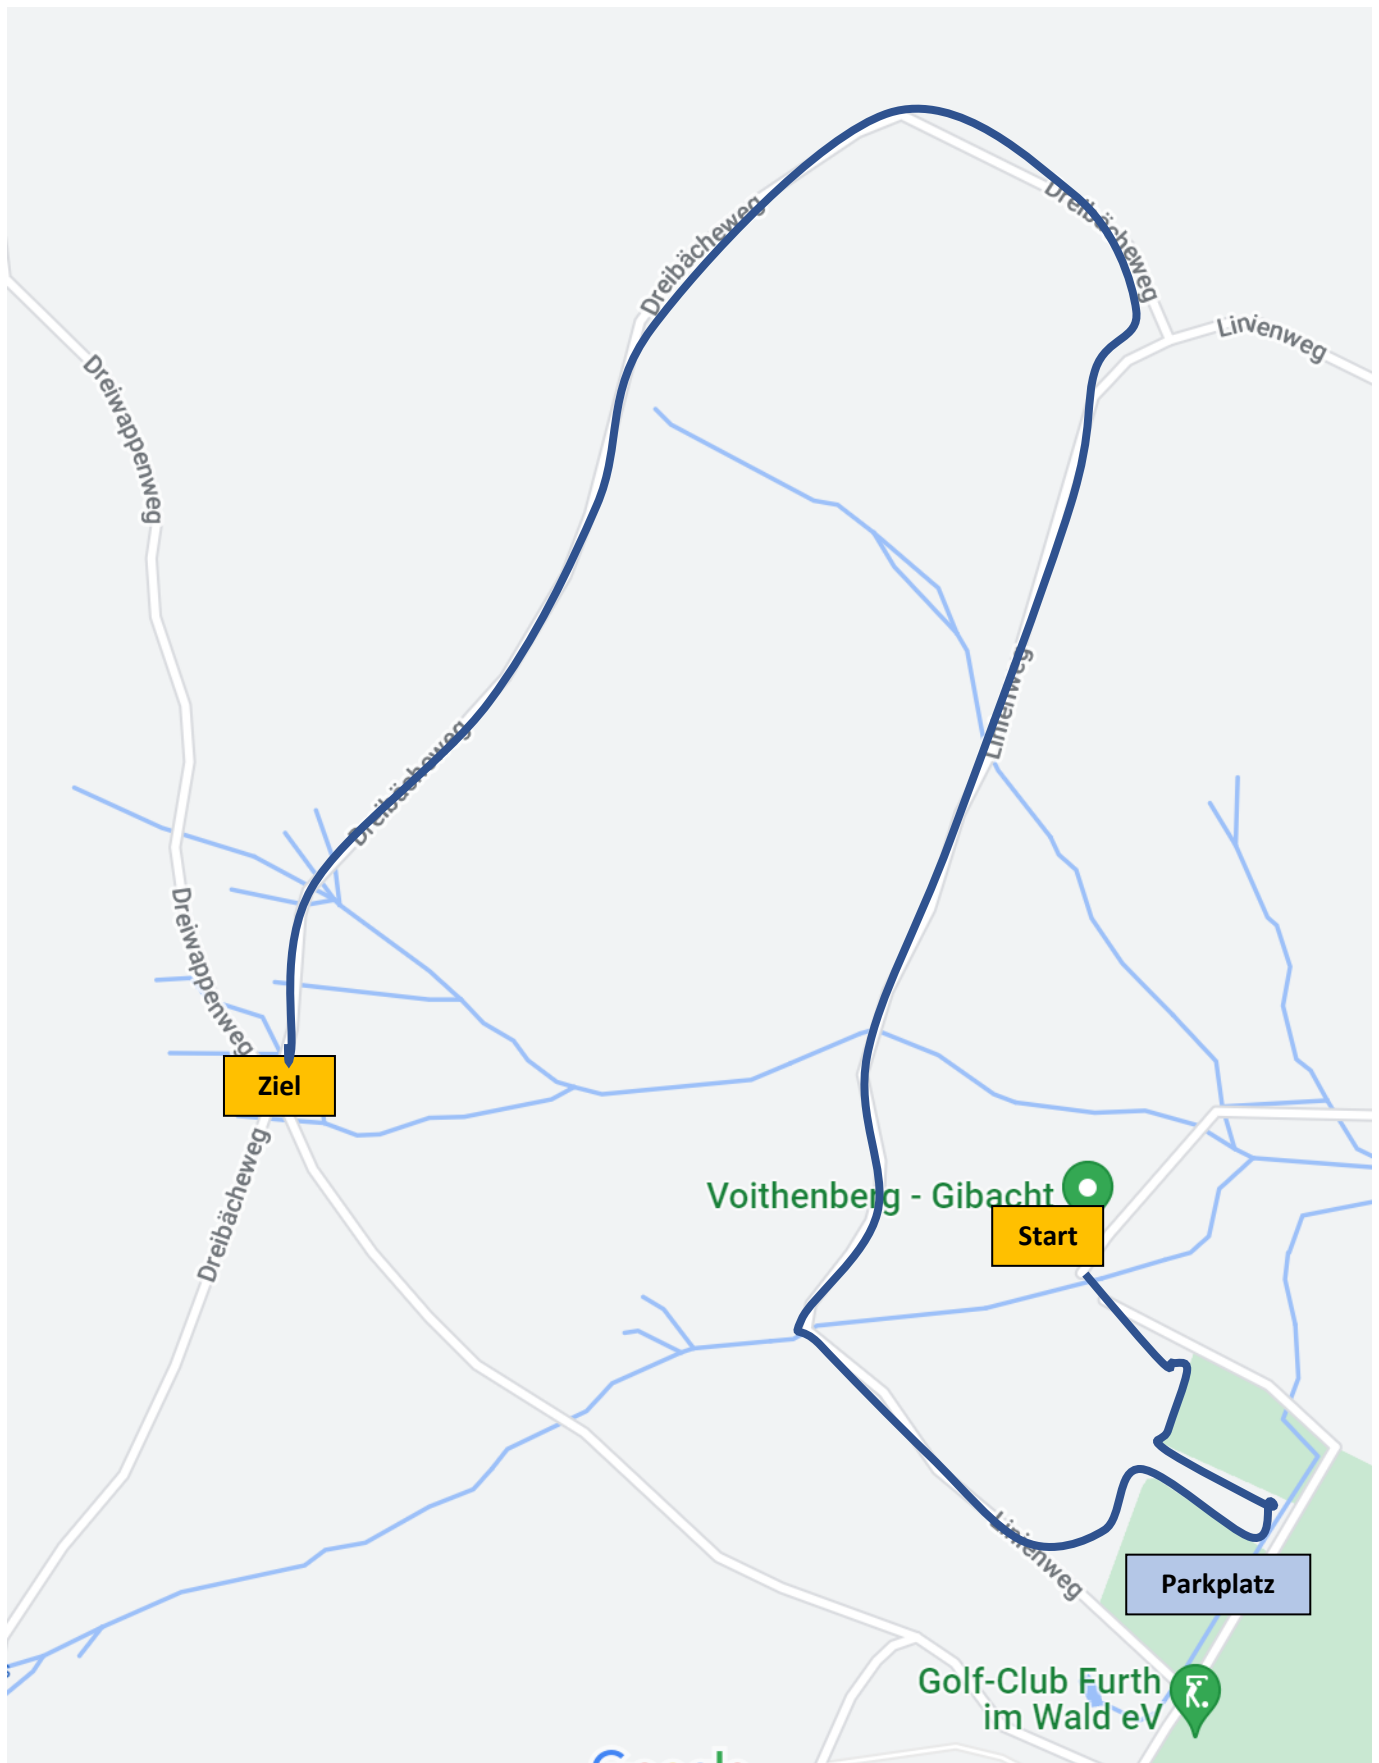 Dreibächeweg
Dreibächeweg
Linienweg
Dreiwappenweg
Linienweg
Dreibächeweg
Dreiwappenweg
Ziel
Dreibächeweg
Voithenberg - Gibacht
Start
Linienweg
Parkplatz
Golf-Club Furth
im Wald eV